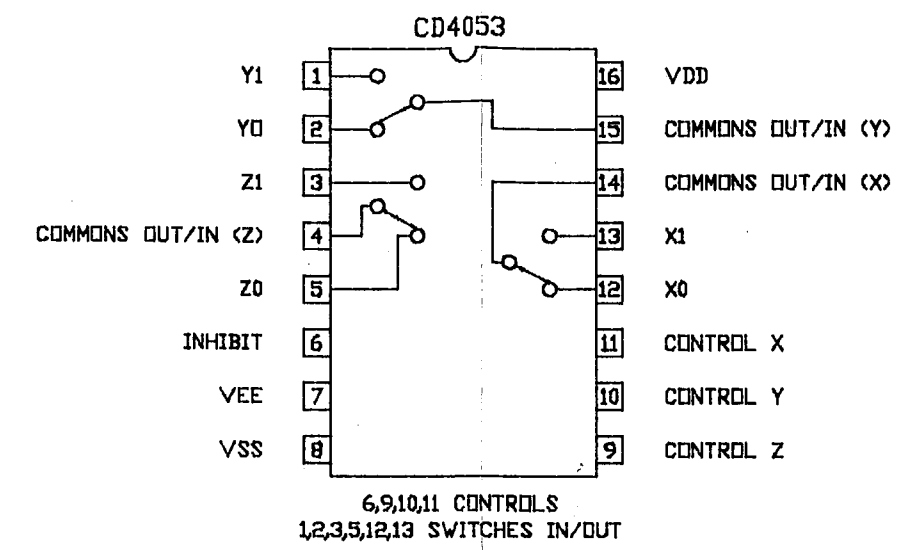 CD4053
Y1 1 16 VDD
Y0 2 15 COMMONS OUT/IN (Y)
Z1 3 14 COMMONS OUT/IN (X)
COMMONS OUT/IN (Z) 4 13 X1
Z0 5 12 X0
INHIBIT 6 11 CONTROL X
VEE 7 10 CONTROL Y
VSS 8 9 CONTROL Z
6,9,10,11 CONTROLS
1,2,3,5,12,13 SWITCHES IN/OUT